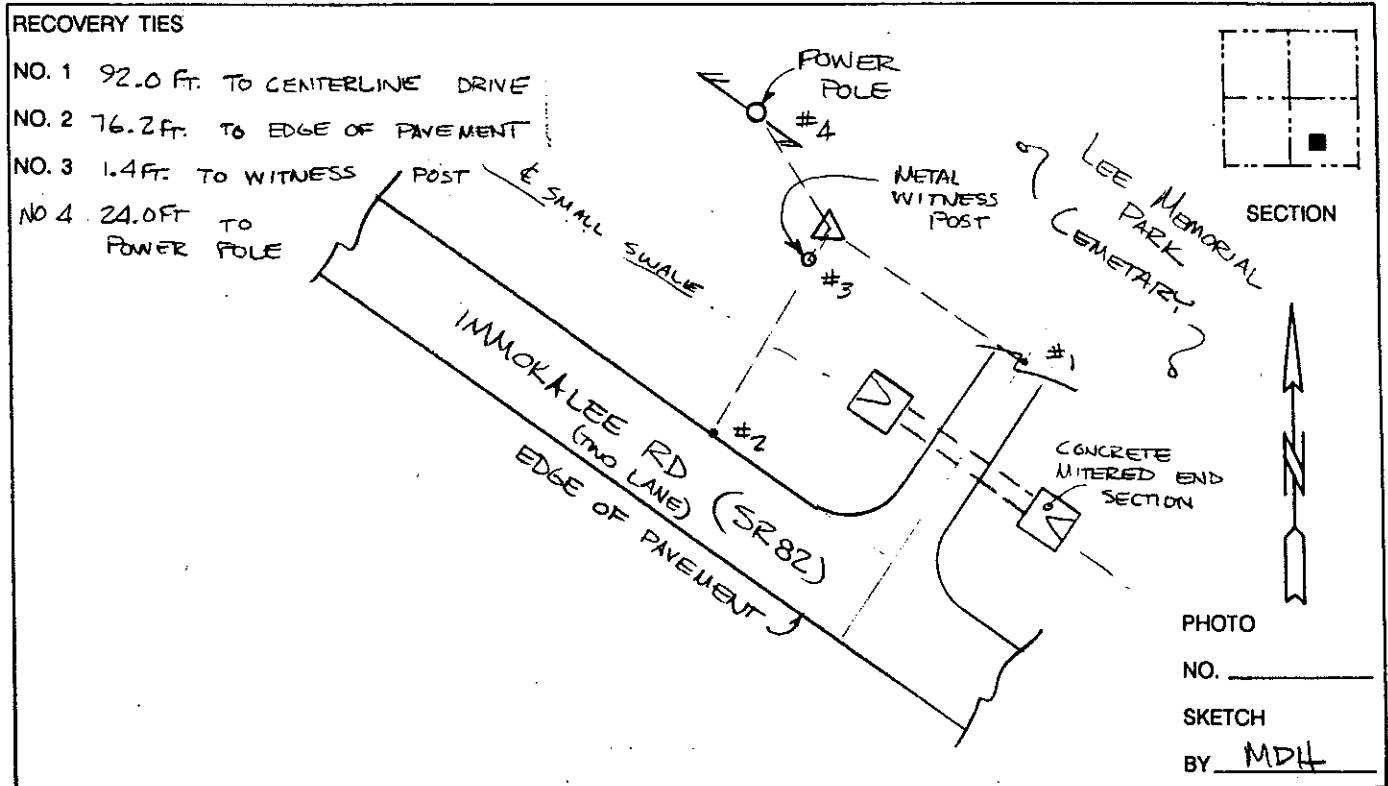 RECOVERY TIES
NO. 1 92.0 FT. TO CENTERLINE DRIVE
NO. 2 76.2 FT. TO EDGE OF PAVEMENT
NO. 3 1.4 FT. TO WITNESS POST
NO 4 24.0 FT TO
POWER POLE
POWER
POLE
#4
METAL
WITNESS
POST
#3
LEE MEMORIAL
PARK
CEMETARY
SECTION
℄ SMALL SWALE
#1
#2
IMMOKALEE RD
(TWO LANE)
(SR 82)
EDGE OF PAVEMENT
CONCRETE
MITERED END
SECTION
N
PHOTO
NO.
SKETCH
BY MDH